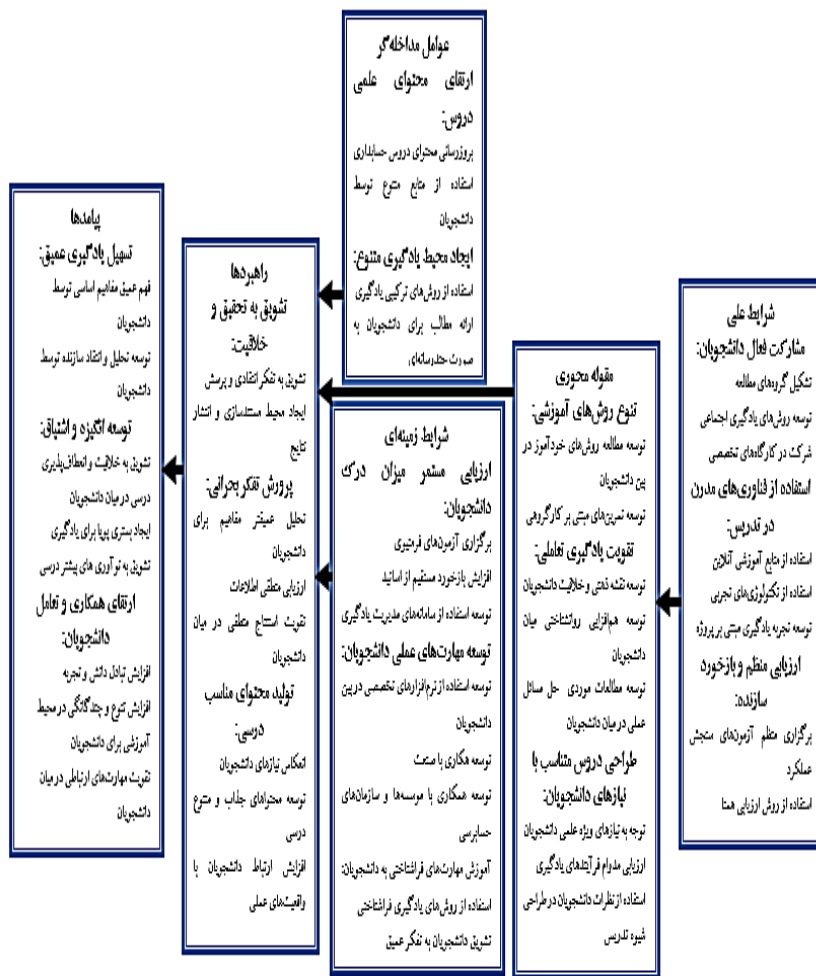 عوامل مداخله‌گر
ارتقای محتوای علمی
دروس:
بروزرسانی محتوای دروس حسابداری
استفاده از منابع متنوع توسط
دانشجویان
ایجاد محیط یادگیری متنوع:
استفاده از روش‌های ترکیبی یادگیری
ارائه مطالب برای دانشجویان به
صورت چندرسانه‌ای
شرایط علی
مشارکت فعال دانشجویان:
تشکیل گروه‌های مطالعه
توسعه روش‌های یادگیری اجتماعی
شرکت در کارگاه‌های تخصصی
استفاده از فناوری‌های مدرن
در تدریس:
استفاده از منابع آموزشی آنلاین
استفاده از تکنولوژی‌های تجربی
توسعه تجربه یادگیری مبتنی بر پروژه
ارزیابی منظم و بازخورد
سازنده:
برگزاری منظم آزمون‌های سنجش
عملکرد
استفاده از روش ارزیابی همتا
مقوله محوری
تنوع روش‌های آموزشی:
توسعه مطالعه روش‌های خودآموز در
بین دانشجویان
توسعه تمرین‌های مبتنی بر کار گروهی
تقویت یادگیری تعاملی:
توسعه نقشه ذهنی و خلاقیت دانشجویان
توسعه هم‌افزایی روانشناختی میان
دانشجویان
توسعه مطالعات موردی حل مسائل
عملی در میان دانشجویان
طراحی دروس متناسب با
نیازهای دانشجویان:
توجه به نیازهای ویژه علمی دانشجویان
ارزیابی مداوم فرآیندهای یادگیری
استفاده از نظرات دانشجویان در طراحی
شیوه تدریس
شرایط زمینه‌ای
ارزیابی مستمر میزان درک
دانشجویان:
برگزاری آزمون‌های فرمتیری
افزایش بازخورد مستقیم از اساتید
توسعه استفاده از سامانه‌های مدیریت یادگیری
توسعه مهارت‌های عملی دانشجویان:
توسعه استفاده از نرم‌افزارهای تخصصی در بین
دانشجویان
توسعه همکاری با صنعت
توسعه همکاری با موسسه‌ها و سازمان‌های
حسابرسی
آموزش مهارت‌های فراشناختی به دانشجویان:
استفاده از روش‌های یادگیری فراشناختی
تشویق دانشجویان به تفکر عمیق
راهبردها
تشویق به تحقیق و
خلاقیت:
تشویق به تفکر انتقادی و پرسش
ایجاد محیط مستندسازی و انتشار
نتایج
پرورش تفکر بحرانی:
تحلیل عمیقتر مفاهیم برای
دانشجویان
ارزیابی منطقی اطلاعات
تقویت استنتاج منطقی در میان
دانشجویان
تولید محتوای مناسب
درسی:
انعکاس نیازهای دانشجویان
توسعه محتواهای جذاب و متنوع
درسی
افزایش ارتباط دانشجویان با
واقعیت‌های عملی
پیامدها
تسهیل یادگیری عمیق:
فهم عمیق مفاهیم اساسی توسط
دانشجویان
توسعه تحلیل و انتقاد سازنده توسط
دانشجویان
توسعه انگیزه و اشتیاق:
تشویق به خلاقیت و انعطاف‌پذیری
درسی در میان دانشجویان
ایجاد بستری پویا برای یادگیری
تشویق به نوآوری های بیشتر درسی
ارتقای همکاری و تعامل
دانشجویان:
افزایش تبادل دانش و تجربه
افزایش تنوع و چندگانگی در محیط
آموزشی برای دانشجویان
تقویت مهارت‌های ارتباطی در میان
دانشجویان